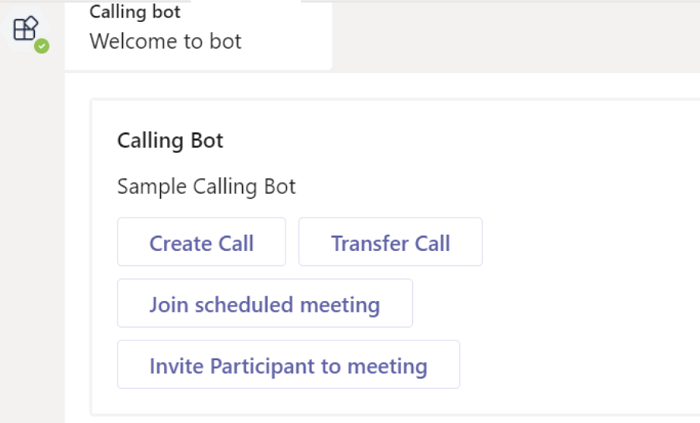 Calling bot
Welcome to bot
Calling Bot
Sample Calling Bot
Create Call Transfer Call
Join scheduled meeting
Invite Participant to meeting